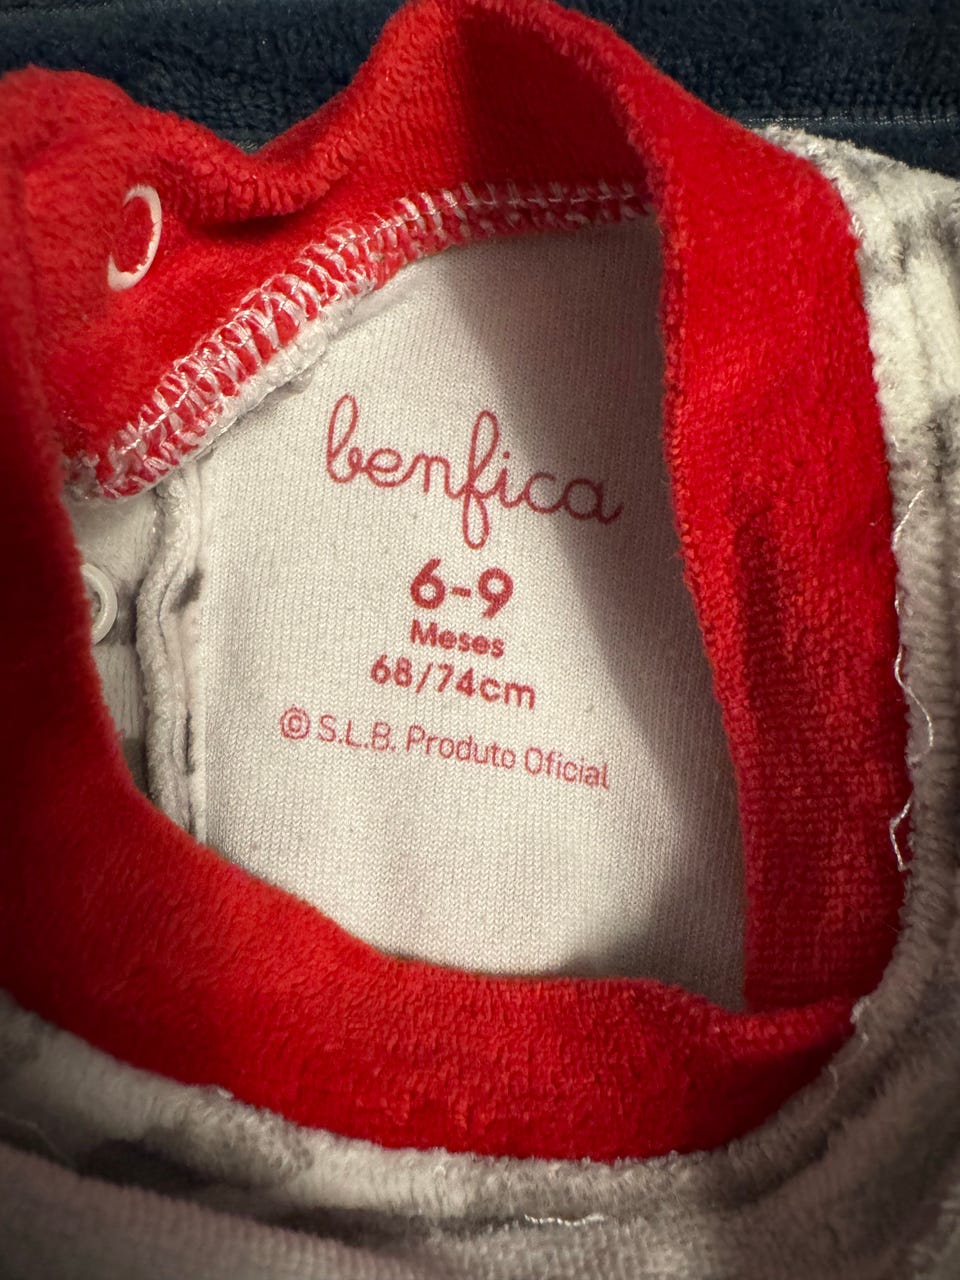 benfica
6-9
Meses
68/74cm
© S.L.B. Produto Oficial